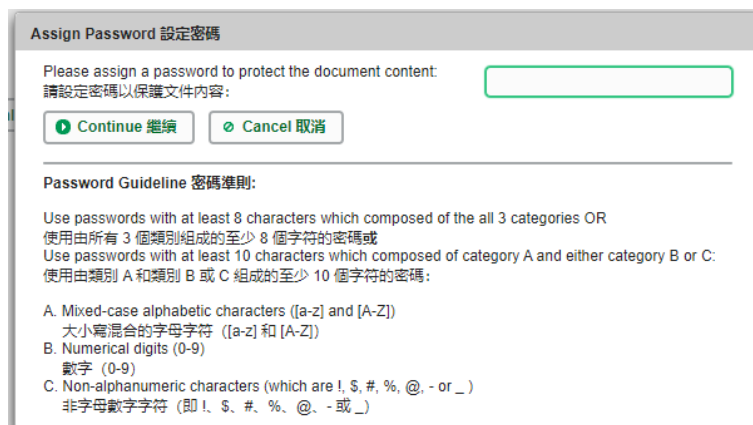 Assign Password 設定密碼
Please assign a password to protect the document content:
請設定密碼以保護文件內容：
Continue 繼續
Cancel 取消
Password Guideline 密碼準則:
Use passwords with at least 8 characters which composed of the all 3 categories OR
使用由所有 3 個類別組成的至少 8 個字符的密碼或
Use passwords with at least 10 characters which composed of category A and either category B or C:
使用由類別 A 和類別 B 或 C 組成的至少 10 個字符的密碼：
A. Mixed-case alphabetic characters ([a-z] and [A-Z])
大小寫混合的字母字符（[a-z] 和 [A-Z]）
B. Numerical digits (0-9)
數字（0-9）
C. Non-alphanumeric characters (which are !, $, #, %, @, - or _ )
非字母數字字符（即 !、$、#、%、@、- 或 _）